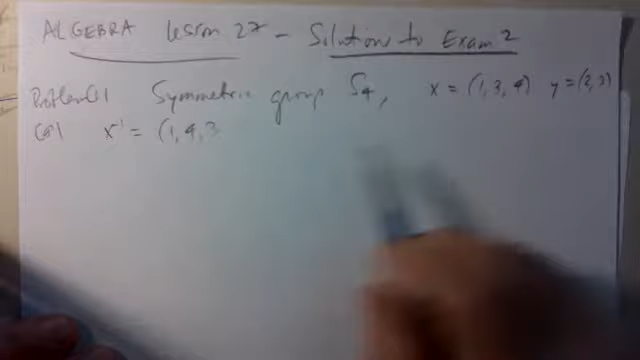 ALGEBRA Lesson 27 - Solutions to Exam 2
Problem 1 Symmetric group S₄, x = (1, 3, 4) y = (2, 3)
(a) x⁻¹ = (1, 4, 3